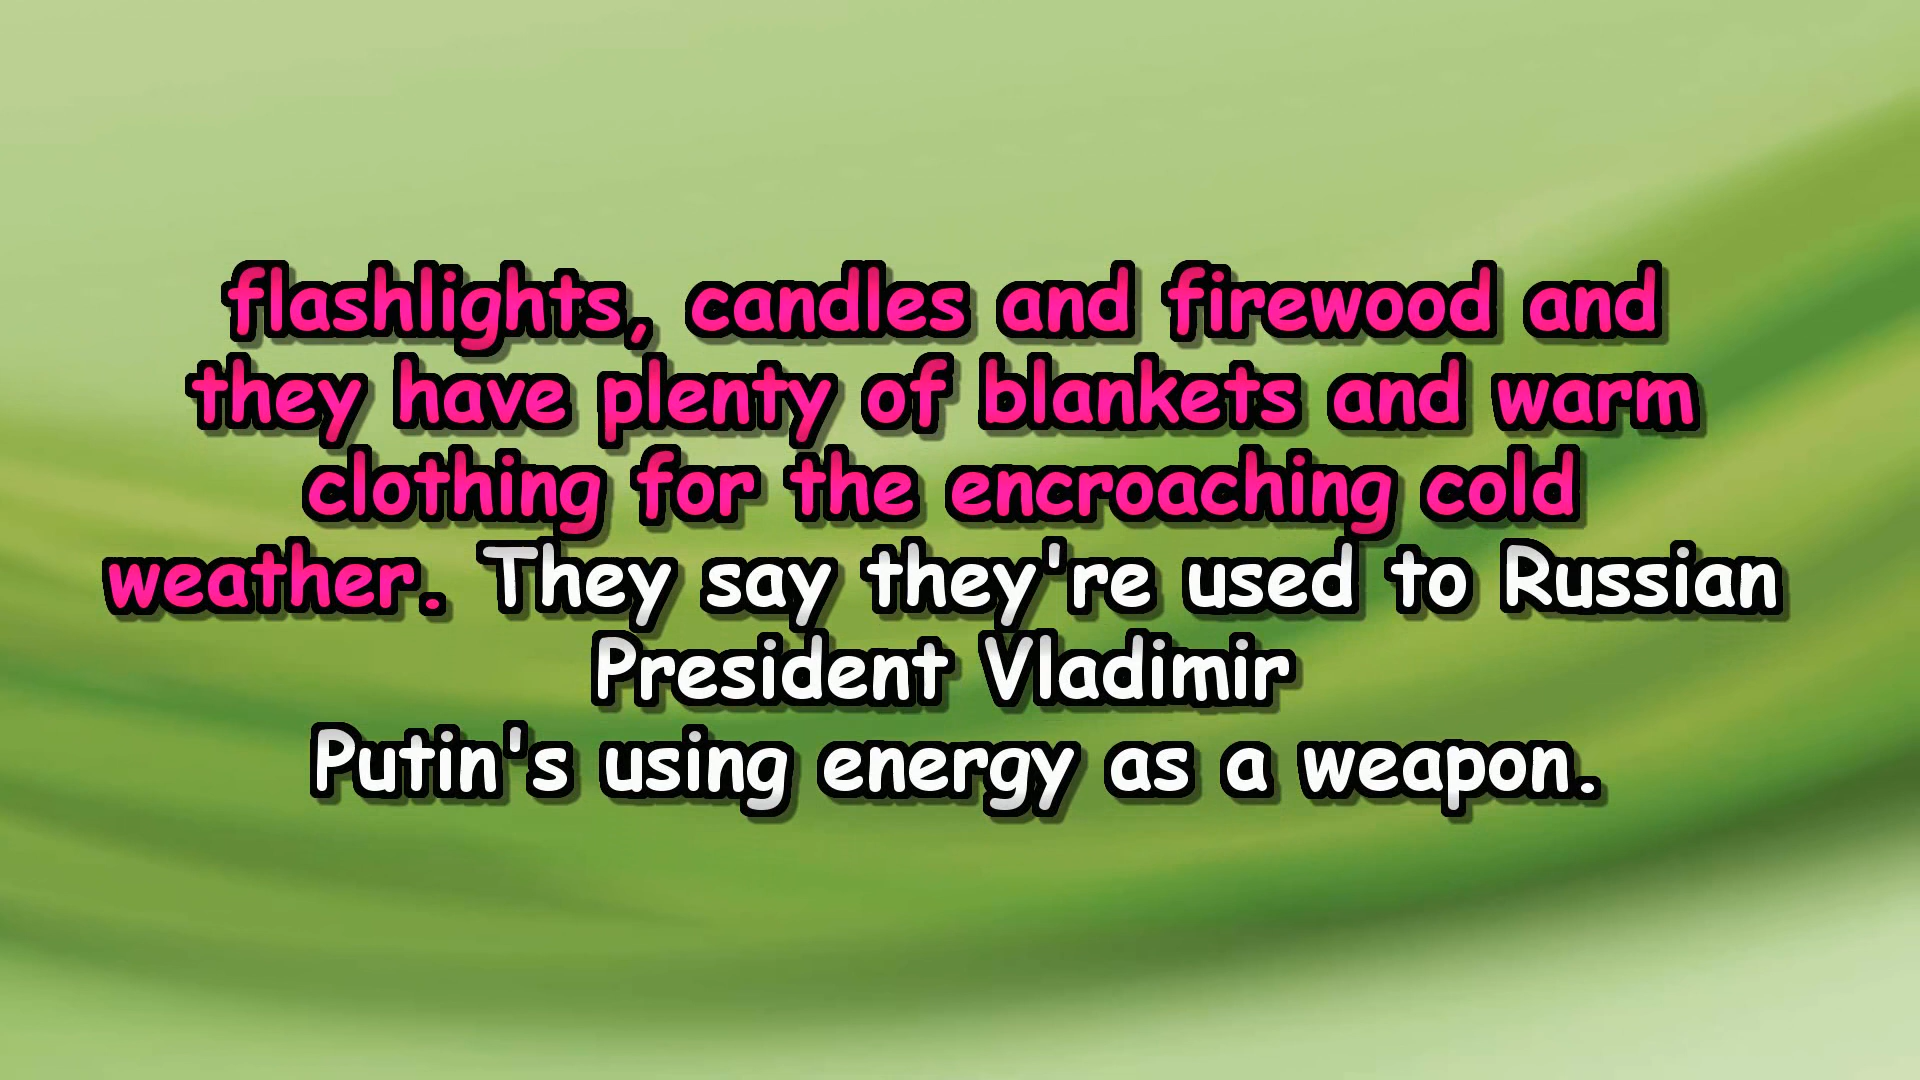 flashlights, candles and firewood and
they have plenty of blankets and warm
clothing for the encroaching cold
weather. They say they're used to Russian
President Vladimir
Putin's using energy as a weapon.